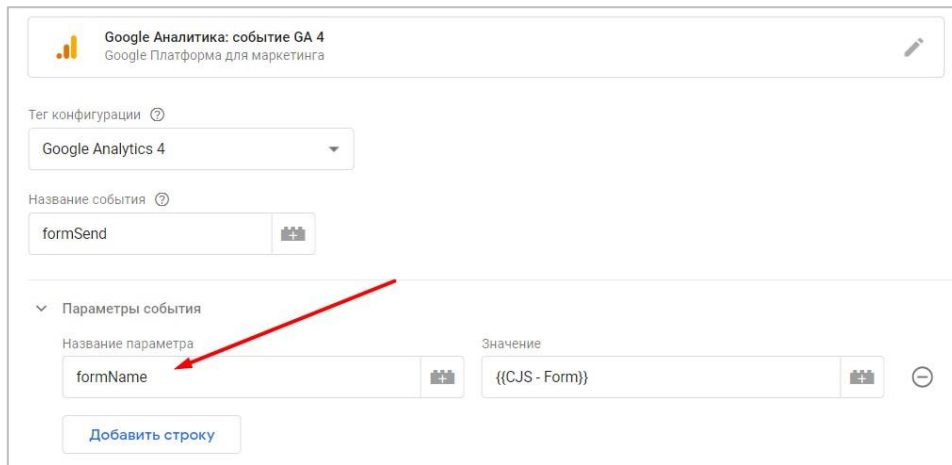 Google Аналитика: событие GA 4
Google Платформа для маркетинга
Тег конфигурации
Google Analytics 4
Название события
formSend
Параметры события
Название параметра
Значение
formName
{{CJS - Form}}
Добавить строку